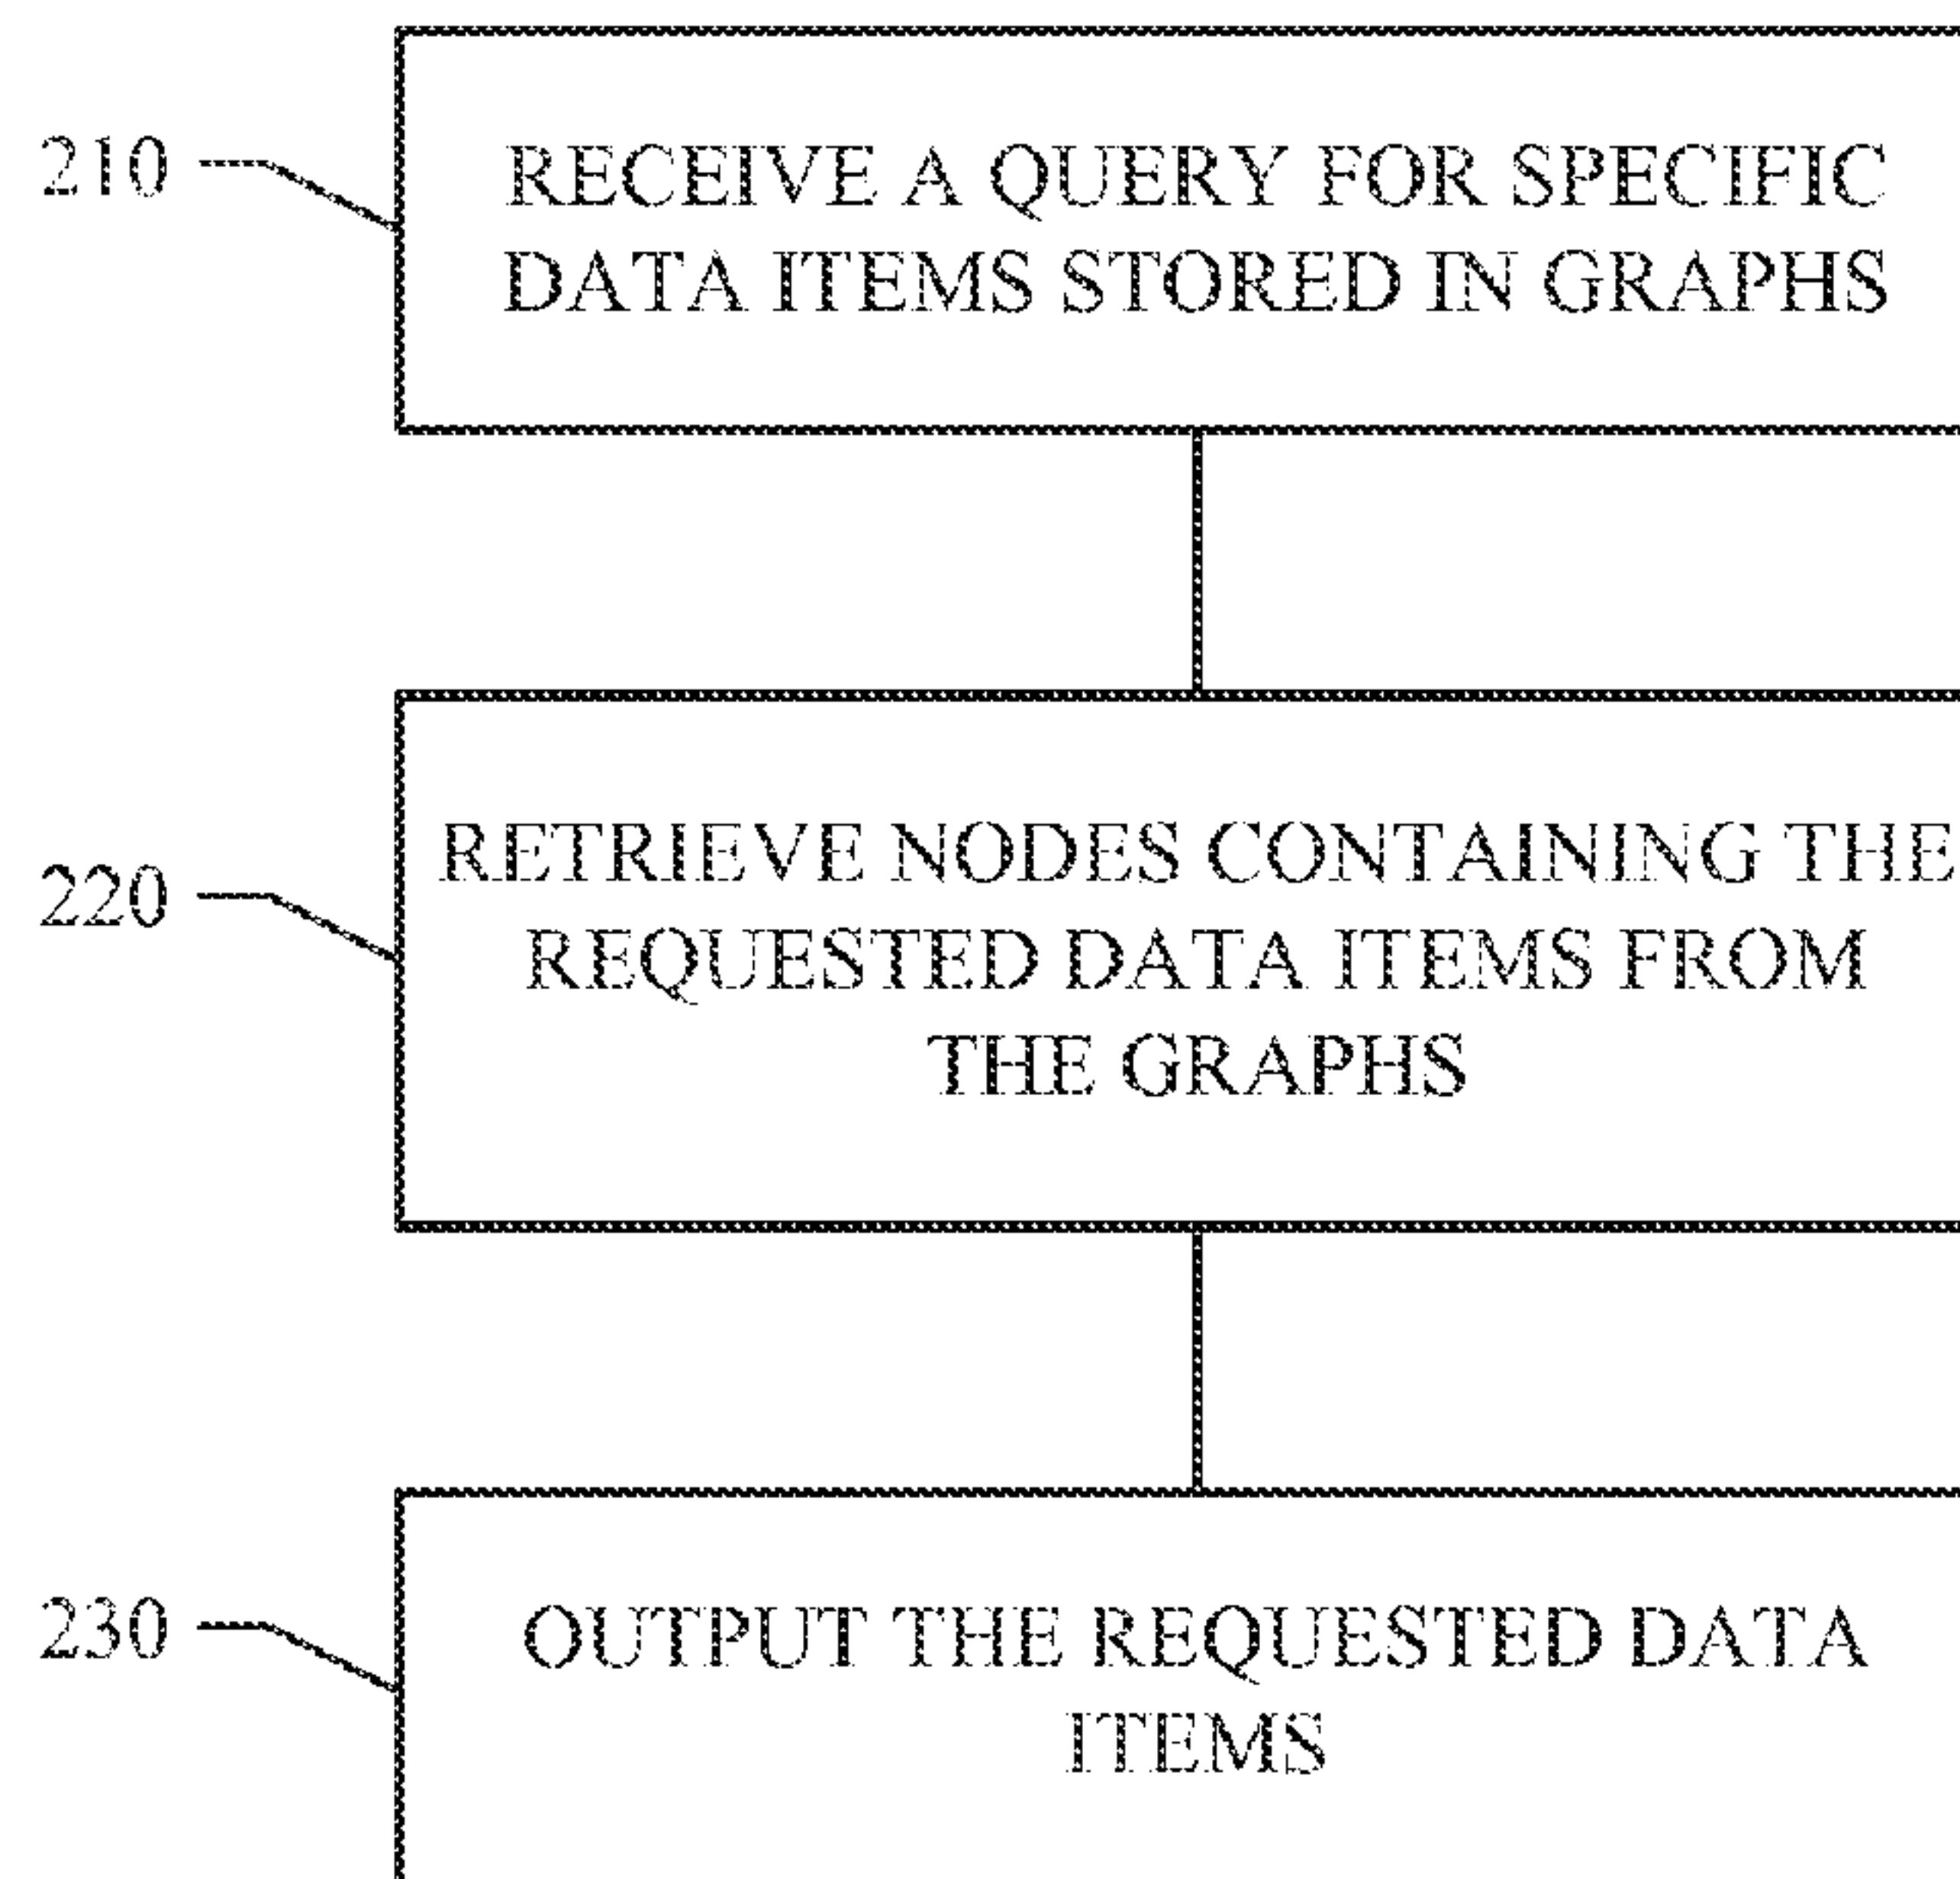 210
RECEIVE A QUERY FOR SPECIFIC
DATA ITEMS STORED IN GRAPHS
220
RETRIEVE NODES CONTAINING THE
REQUESTED DATA ITEMS FROM
THE GRAPHS
230
OUTPUT THE REQUESTED DATA
ITEMS